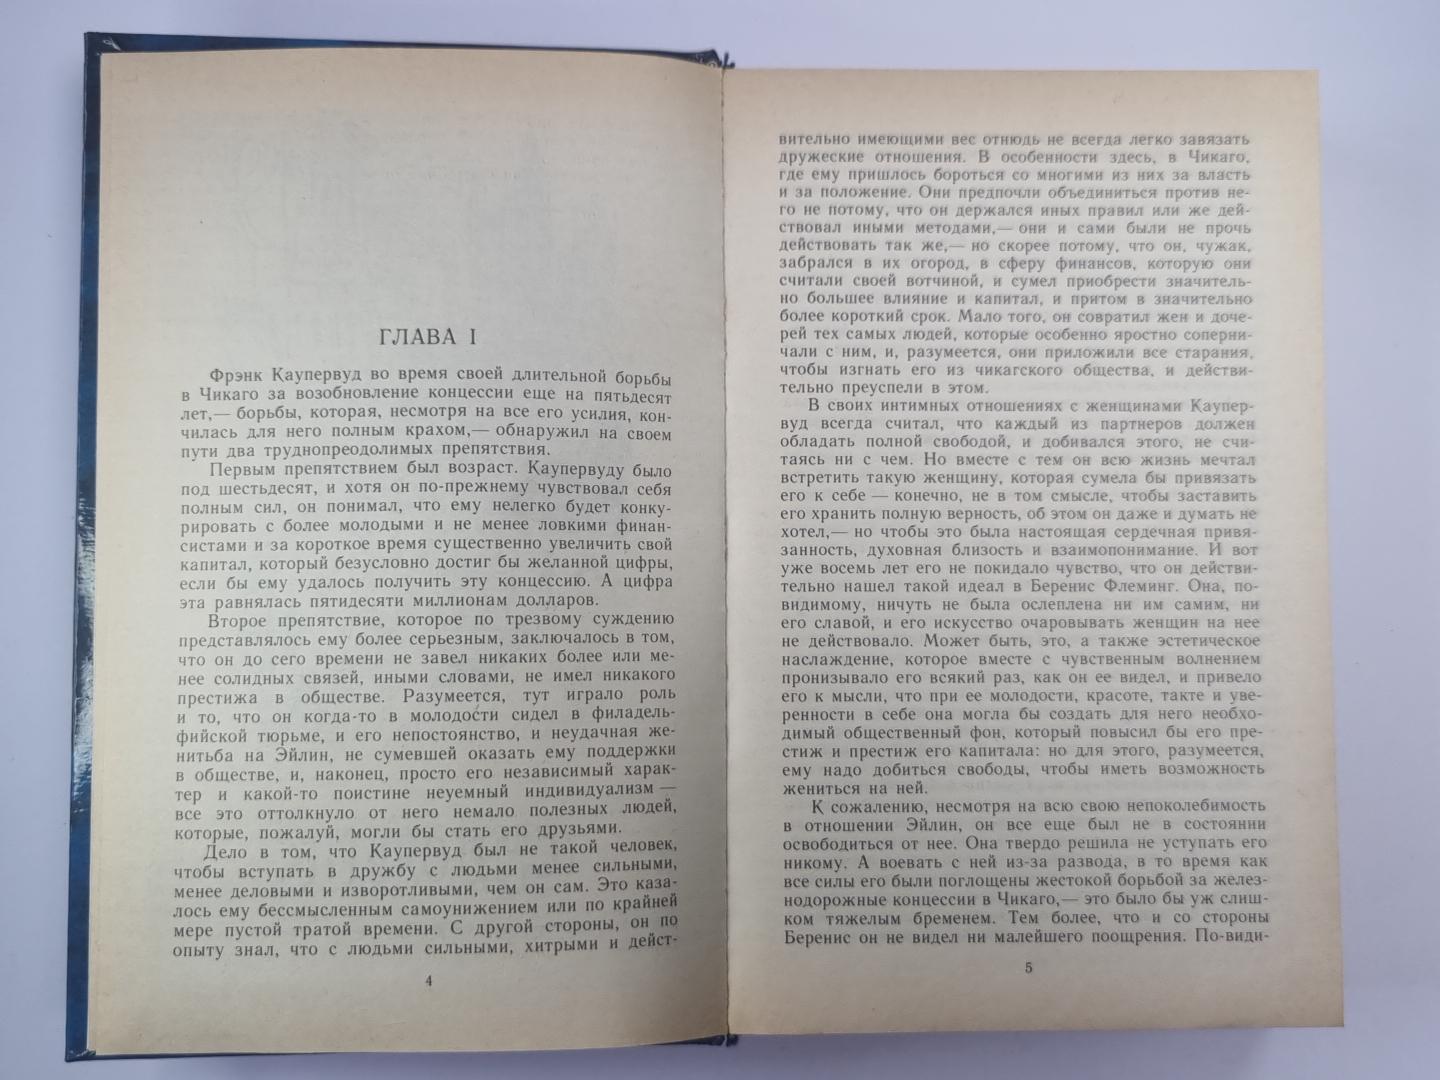 ГЛАВА I
Фрэнк Каупервуд во время своей длительной борьбы
в Чикаго за возобновление концессии еще на пятьдесят
лет,— борьбы, которая, несмотря на все его усилия, кон-
чилась для него полным крахом,— обнаружил на своем
пути два труднопреодолимых препятствия.
Первым препятствием был возраст. Каупервуду было
под шестьдесят, и хотя он по-прежнему чувствовал себя
полным сил, он понимал, что ему нелегко будет конку-
рировать с более молодыми и не менее ловкими финан-
систами и за короткое время существенно увеличить свой
капитал, который безусловно достиг бы желанной цифры,
если бы ему удалось получить эту концессию. А цифра
эта равнялась пятидесяти миллионам долларов.
Второе препятствие, которое по трезвому суждению
представлялось ему более серьезным, заключалось в том,
что он до сего времени не завел никаких более или ме-
нее солидных связей, иными словами, не имел никакого
престижа в обществе. Разумеется, тут играло роль
и то, что он когда-то в молодости сидел в филадель-
фийской тюрьме, и его непостоянство, и неудачная же-
нитьба на Эйлин, не сумевшей оказать ему поддержки
в обществе, и, наконец, просто его независимый харак-
тер и какой-то поистине неуемный индивидуализм —
все это оттолкнуло от него немало полезных людей,
которые, пожалуй, могли бы стать его друзьями.
Дело в том, что Каупервуд был не такой человек,
чтобы вступать в дружбу с людьми менее сильными,
менее деловыми и изворотливыми, чем он сам. Это каза-
лось ему бессмысленным самоунижением или по крайней
мере пустой тратой времени. С другой стороны, он по
опыту знал, что с людьми сильными, хитрыми и дейст-
4
вительно имеющими вес отнюдь не всегда легко завязать
дружеские отношения. В особенности здесь, в Чикаго,
где ему пришлось бороться со многими из них за власть
и за положение. Они предпочли объединиться против не-
го не потому, что он держался иных правил или же дей-
ствовал иными методами,— они и сами были не прочь
действовать так же,— но скорее потому, что он, чужак,
забрался в их огород, в сферу финансов, которую они
считали своей вотчиной, и сумел приобрести значитель-
но большее влияние и капитал, и притом в значительно
более короткий срок. Мало того, он совратил жен и доче-
рей тех самых людей, которые особенно яростно соперни-
чали с ним, и, разумеется, они приложили все старания,
чтобы изгнать его из чикагского общества, и действи-
тельно преуспели в этом.
В своих интимных отношениях с женщинами Каупер-
вуд всегда считал, что каждый из партнеров должен
обладать полной свободой, и добивался этого, не счи-
таясь ни с чем. Но вместе с тем он всю жизнь мечтал
встретить такую женщину, которая сумела бы привязать
его к себе — конечно, не в том смысле, чтобы заставить
его хранить полную верность, об этом он даже и думать не
хотел,— но чтобы это была настоящая сердечная привя-
занность, духовная близость и взаимопонимание. И вот
уже восемь лет его не покидало чувство, что он действи-
тельно нашел такой идеал в Беренис Флеминг. Она, по-
видимому, ничуть не была ослеплена ни им самим, ни
его славой, и его искусство очаровывать женщин на нее
не действовало. Может быть, это, а также эстетическое
наслаждение, которое вместе с чувственным волнением
пронизывало его всякий раз, как он ее видел, и привело
его к мысли, что при ее молодости, красоте, такте и уве-
ренности в себе она могла бы создать для него необхо-
димый общественный фон, который повысил бы его пре-
стиж и престиж его капитала: но для этого, разумеется,
ему надо добиться свободы, чтобы иметь возможность
жениться на ней.
К сожалению, несмотря на всю свою непоколебимость
в отношении Эйлин, он все еще был не в состоянии
освободиться от нее. Она твердо решила не уступать его
никому. А воевать с ней из-за развода, в то время как
все силы его были поглощены жестокой борьбой за желез-
нодорожные концессии в Чикаго,— это было бы уж слиш-
ком тяжелым бременем. Тем более, что и со стороны
Беренис он не видел ни малейшего поощрения. По-види-
5